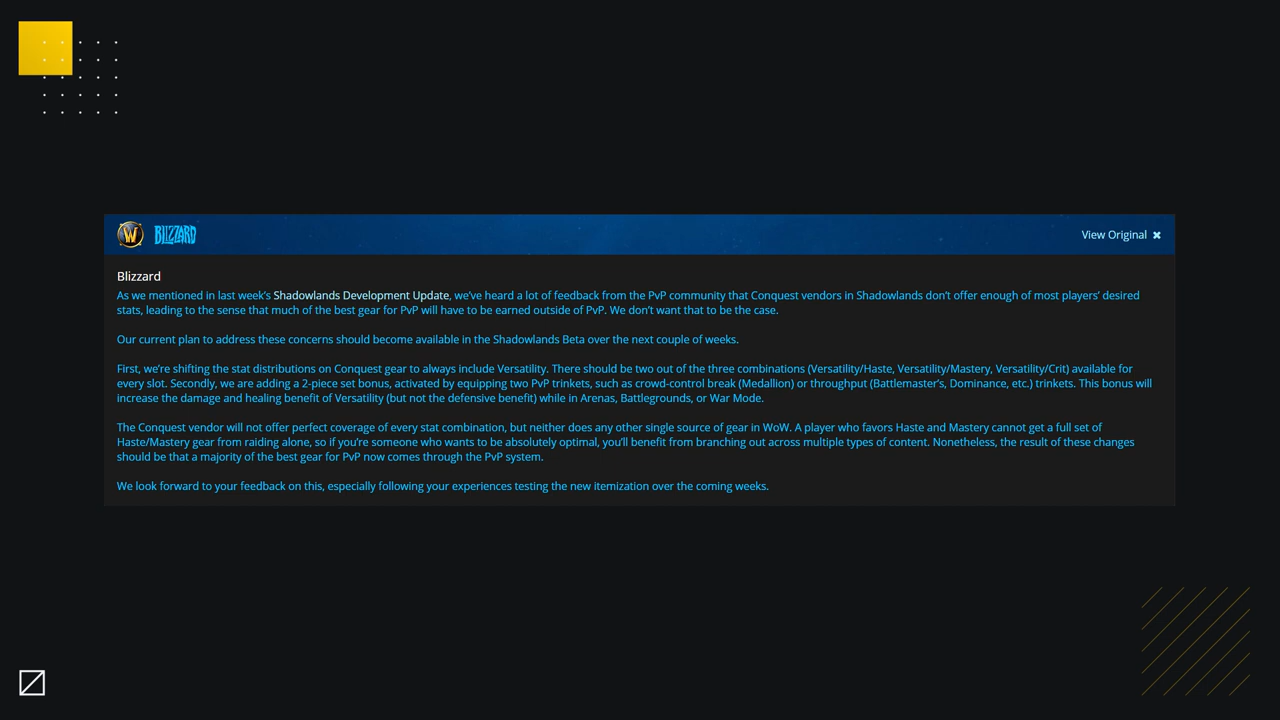 W BLIZZARD View Original ✖
Blizzard
As we mentioned in last week's Shadowlands Development Update, we've heard a lot of feedback from the PvP community that Conquest vendors in Shadowlands don't offer enough of most players' desired
stats, leading to the sense that much of the best gear for PvP will have to be earned outside of PvP. We don't want that to be the case.
Our current plan to address these concerns should become available in the Shadowlands Beta over the next couple of weeks.
First, we're shifting the stat distributions on Conquest gear to always include Versatility. There should be two out of the three combinations (Versatility/Haste, Versatility/Mastery, Versatility/Crit) available for
every slot. Secondly, we are adding a 2-piece set bonus, activated by equipping two PvP trinkets, such as crowd-control break (Medallion) or throughput (Battlemaster's, Dominance, etc.) trinkets. This bonus will
increase the damage and healing benefit of Versatility (but not the defensive benefit) while in Arenas, Battlegrounds, or War Mode.
The Conquest vendor will not offer perfect coverage of every stat combination, but neither does any other single source of gear in WoW. A player who favors Haste and Mastery cannot get a full set of
Haste/Mastery gear from raiding alone, so if you're someone who wants to be absolutely optimal, you'll benefit from branching out across multiple types of content. Nonetheless, the result of these changes
should be that a majority of the best gear for PvP now comes through the PvP system.
We look forward to your feedback on this, especially following your experiences testing the new itemization over the coming weeks.